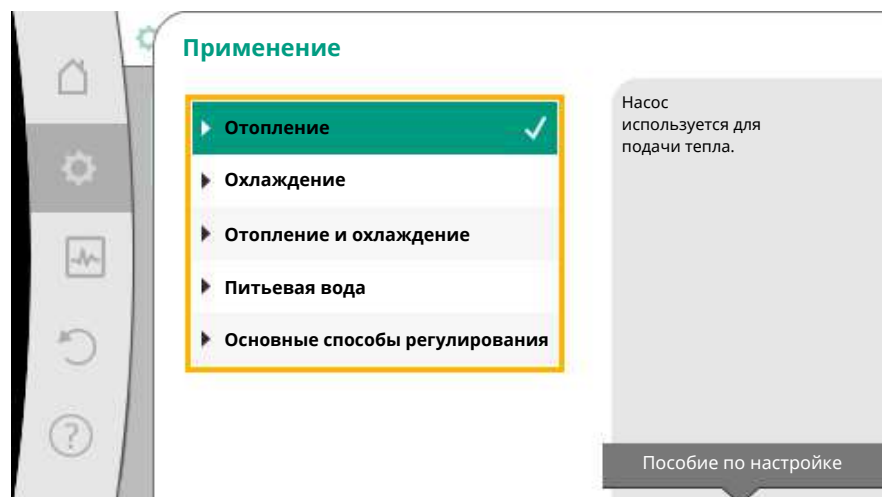 Применение
Отопление
Охлаждение
Отопление и охлаждение
Питьевая вода
Основные способы регулирования
Насос
используется для
подачи тепла.
Пособие по настройке
?